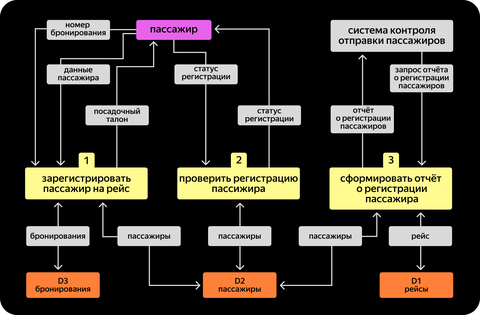 номер
бронирования
пассажир
система контроля
отправки пассажиров
данные
пассажира
статус
регистрации
запрос отчёта
о регистрации
пассажиров
посадочный
талон
статус
регистрации
отчёт
о регистрации
пассажиров
1
зарегистрировать
пассажир на рейс
2
проверить регистрацию
пассижира
3
сформировать отчёт
о регистрации
пассажира
бронирования
пассажиры
пассажиры
пассажиры
рейс
D3
бронирования
D2
пассажиры
D1
рейсы